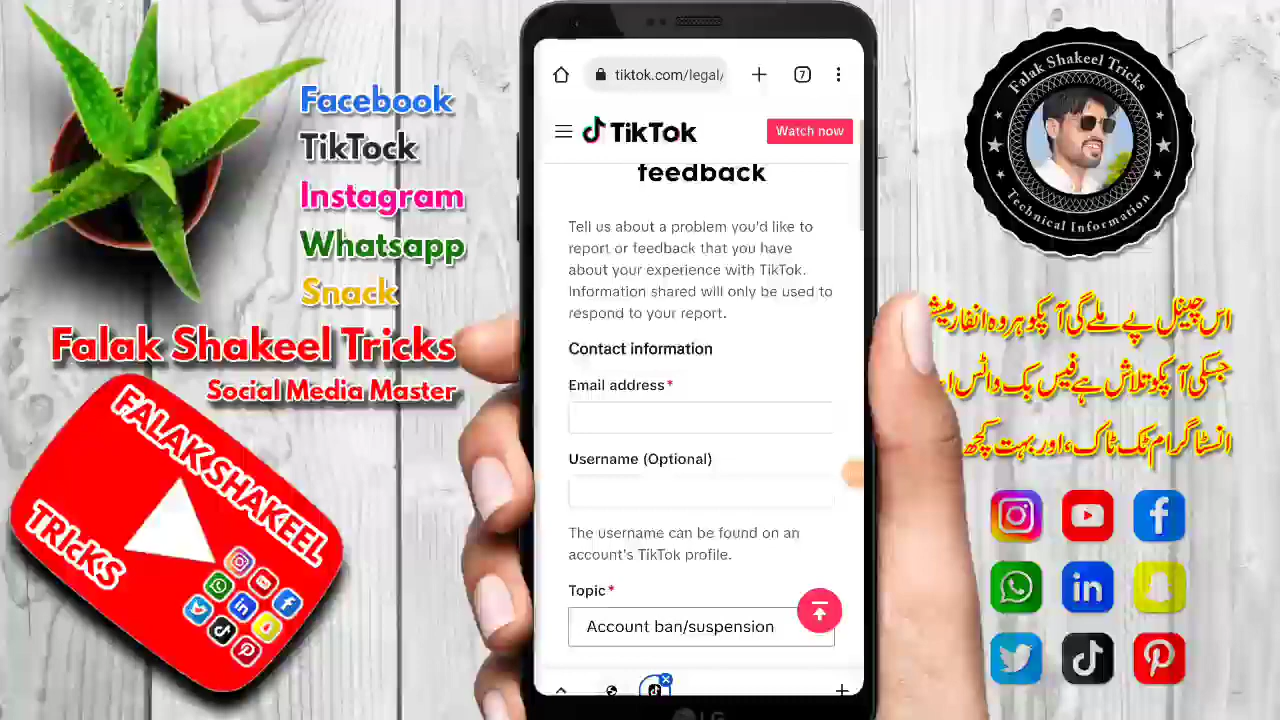 Facebook
TikTock
Instagram
Whatsapp
Snack
Falak Shakeel Tricks
Social Media Master
FALAK SHAKEEL
TRICKS
tiktok.com/legal/
7
TikTok
Watch now
feedback
Tell us about a problem you'd like to
report or feedback that you have
about your experience with TikTok.
Information shared will only be used to
respond to your report.
Contact information
Email address*
Username (Optional)
The username can be found on an
account's TikTok profile.
Topic*
Account ban/suspension
LG
Falak Shakeel Tricks
Technical Information
اس چینل پے ملے گی آپکو ہر وہ انفارمیش
جسکی آپکو تلاش ہے فیس بک واٹس ا
انسٹاگرام ٹک ٹاک ،اور بہت کچھ